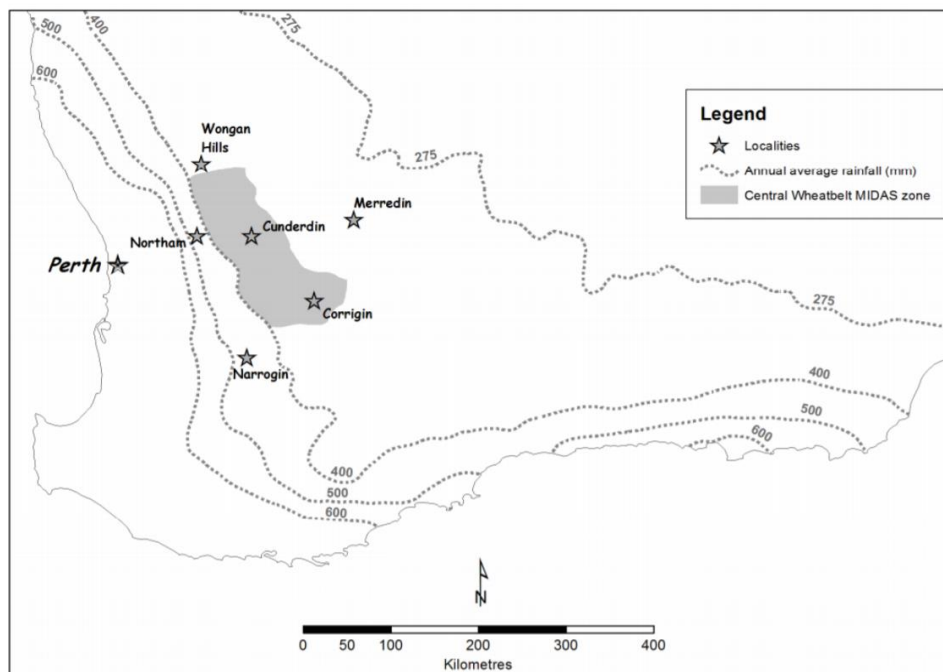 500
400
600
275
Wongan
Hills
275
Merredin
Cunderdin
Northam
Perth
Corrigin
Narrogin
275
400
500
600
400
500
600
Legend
Localities
Annual average rainfall (mm)
Central Wheatbelt MIDAS zone
N
0 50 100 200 300 400
Kilometres